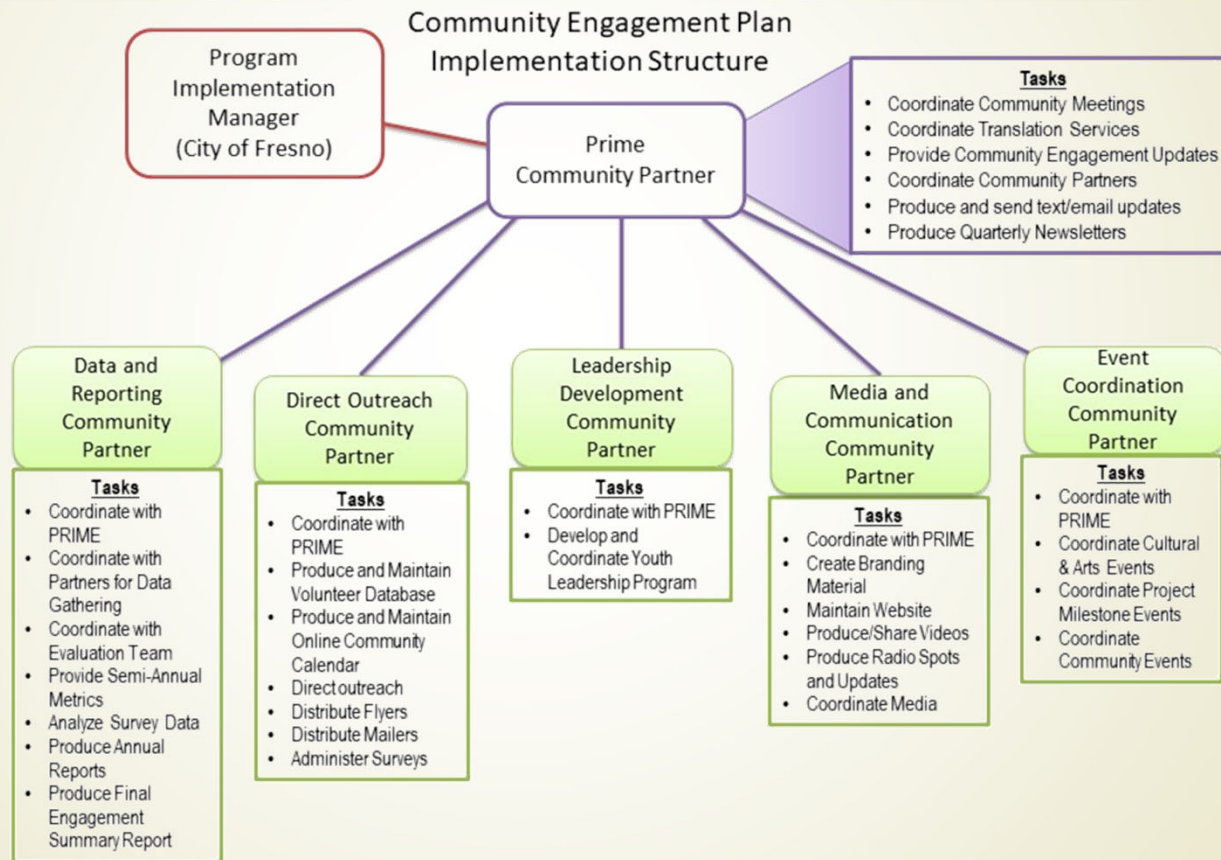 Community Engagement Plan
Implementation Structure
Program
Implementation
Manager
(City of Fresno)
Prime
Community Partner
Tasks
• Coordinate Community Meetings
• Coordinate Translation Services
• Provide Community Engagement Updates
• Coordinate Community Partners
• Produce and send text/email updates
• Produce Quarterly Newsletters
Data and
Reporting
Community
Partner
Tasks
• Coordinate with
PRIME
• Coordinate with
Partners for Data
Gathering
• Coordinate with
Evaluation Team
• Provide Semi-Annual
Metrics
• Analyze Survey Data
• Produce Annual
Reports
• Produce Final
Engagement
Summary Report
Direct Outreach
Community
Partner
Tasks
• Coordinate with
PRIME
• Produce and Maintain
Volunteer Database
• Produce and Maintain
Online Community
Calendar
• Direct outreach
• Distribute Flyers
• Distribute Mailers
• Administer Surveys
Leadership
Development
Community
Partner
Tasks
• Coordinate with PRIME
• Develop and
Coordinate Youth
Leadership Program
Media and
Communication
Community
Partner
Tasks
• Coordinate with PRIME
• Create Branding
Material
• Maintain Website
• Produce/Share Videos
• Produce Radio Spots
and Updates
• Coordinate Media
Event
Coordination
Community
Partner
Tasks
• Coordinate with
PRIME
• Coordinate Cultural
& Arts Events
• Coordinate Project
Milestone Events
• Coordinate
Community Events